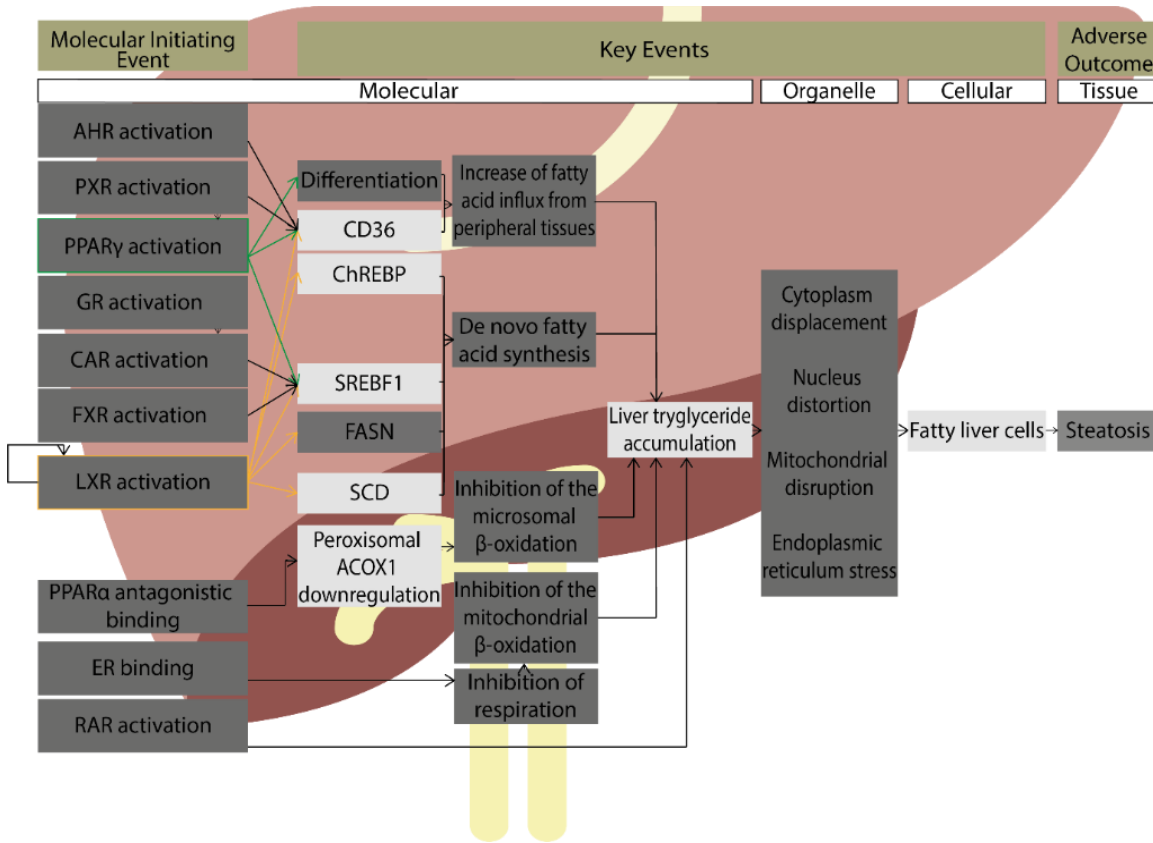 Molecular Initiating
Event
Key Events
Adverse
Outcome
Molecular
Organelle
Cellular
Tissue
AHR activation
PXR activation
PPARγ activation
GR activation
CAR activation
FXR activation
LXR activation
PPARα antagonistic
binding
ER binding
RAR activation
Differentiation
CD36
ChREBP
SREBF1
FASN
SCD
Peroxisomal
ACOX1
downregulation
Increase of fatty
acid influx from
peripheral tissues
De novo fatty
acid synthesis
Inhibition of the
microsomal
β-oxidation
Inhibition of the
mitochondrial
β-oxidation
Inhibition of
respiration
Liver tryglyceride
accumulation
Cytoplasm
displacement
Nucleus
distortion
Mitochondrial
disruption
Endoplasmic
reticulum stress
Fatty liver cells
Steatosis